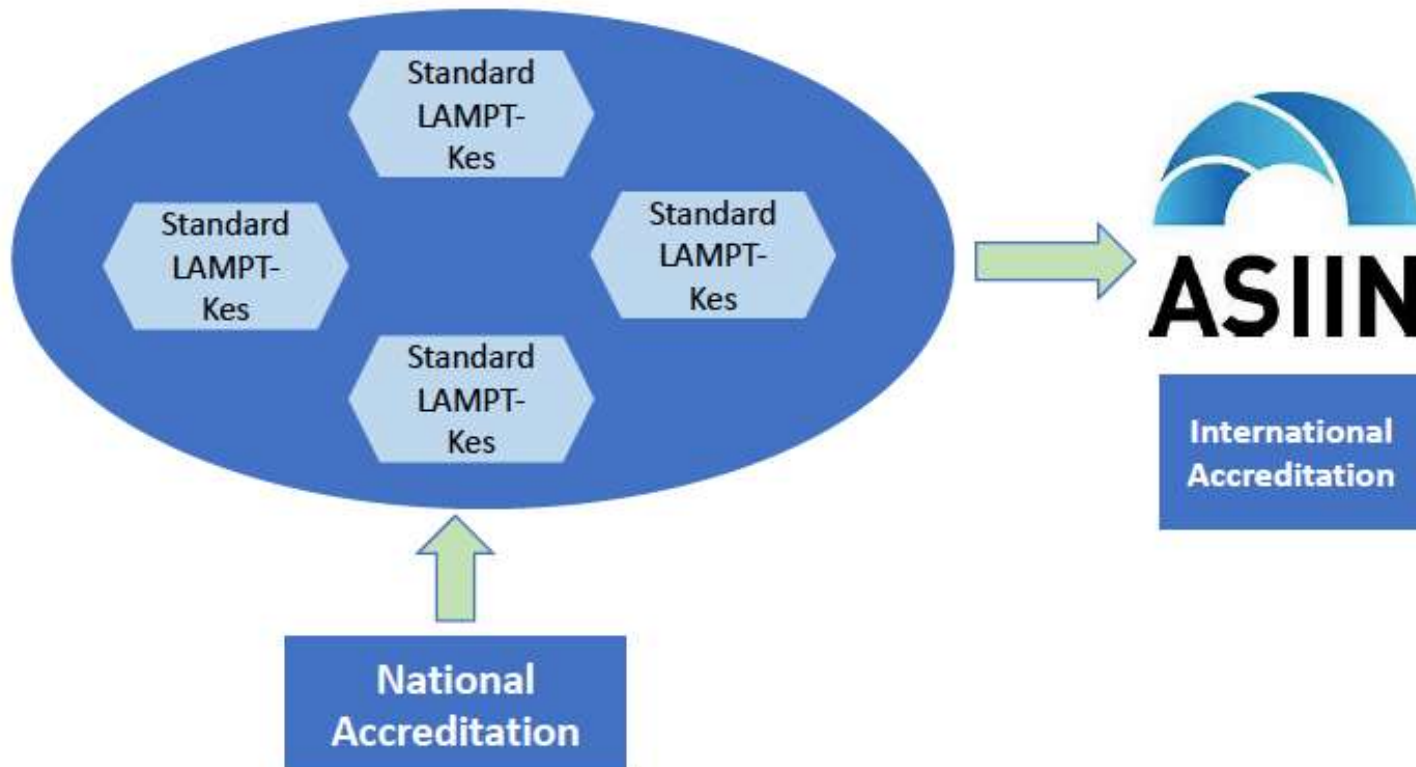 Standard
LAMPT-
Kes
Standard
LAMPT-
Kes
Standard
LAMPT-
Kes
Standard
LAMPT-
Kes
ASIIN
International
Accreditation
National
Accreditation